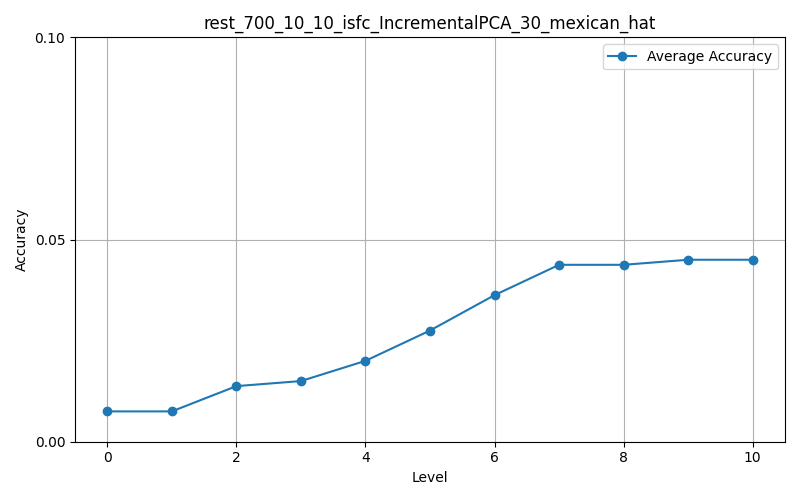 rest_700_10_10_isfc_IncrementalPCA_30_mexican_hat
Average Accuracy
0.10
0.05
0.00
Accuracy
0 2 4 6 8 10
Level